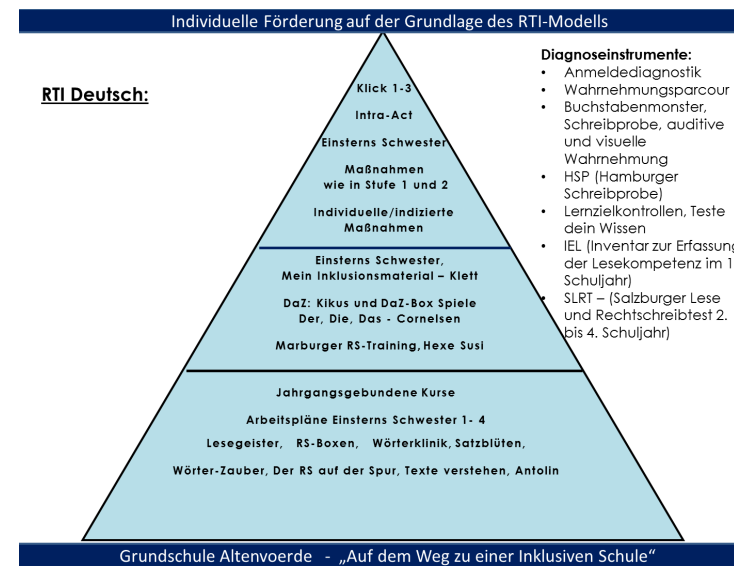 Individuelle Förderung auf der Grundlage des RTI-Modells
RTI Deutsch:
Klick 1-3
Intra-Act
Einsterns Schwester
Maßnahmen
wie in Stufe 1 und 2
Individuelle/indizierte
Maßnahmen
Einsterns Schwester,
Mein Inklusionsmaterial – Klett
DaZ: Kikus und DaZ-Box Spiele
Der, Die, Das - Cornelsen
Marburger RS-Training, Hexe Susi
Jahrgangsgebundene Kurse
Arbeitspläne Einsterns Schwester 1- 4
Lesegeister, RS-Boxen, Wörterklinik, Satzblüten,
Wörter-Zauber, Der RS auf der Spur, Texte verstehen, Antolin
Diagnoseinstrumente:
• Anmeldediagnostik
• Wahrnehmungsparcour
• Buchstabenmonster,
Schreibprobe, auditive
und visuelle
Wahrnehmung
• HSP (Hamburger
Schreibprobe)
• Lernzielkontrollen, Teste
dein Wissen
• IEL (Inventar zur Erfassung
der Lesekompetenz im 1
Schuljahr)
• SLRT – (Salzburger Lese
und Rechtschreibtest 2.
bis 4. Schuljahr)
Grundschule Altenvoerde - „Auf dem Weg zu einer Inklusiven Schule“